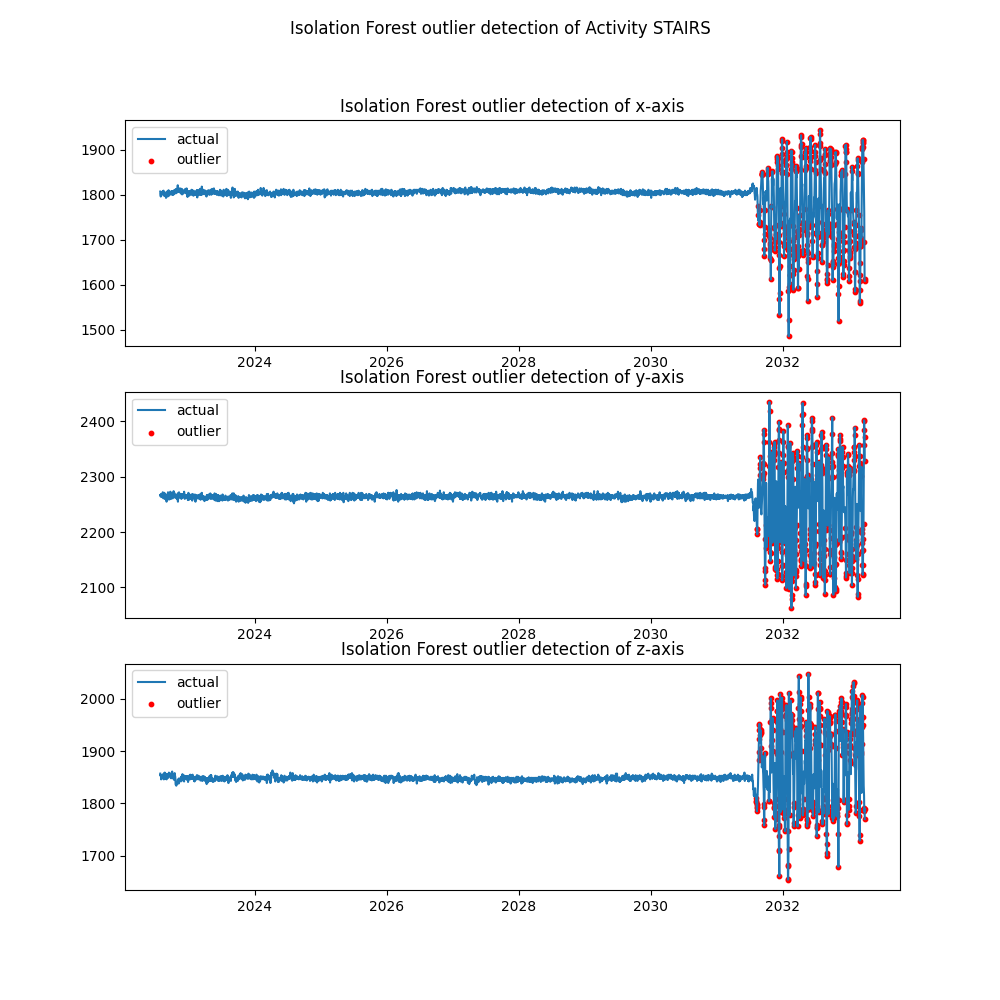 Isolation Forest outlier detection of Activity STAIRS
Isolation Forest outlier detection of x-axis
actual
outlier
1900
1800
1700
1600
1500
2024 2026 2028 2030 2032
Isolation Forest outlier detection of y-axis
actual
outlier
2400
2300
2200
2100
2024 2026 2028 2030 2032
Isolation Forest outlier detection of z-axis
actual
outlier
2000
1900
1800
1700
2024 2026 2028 2030 2032